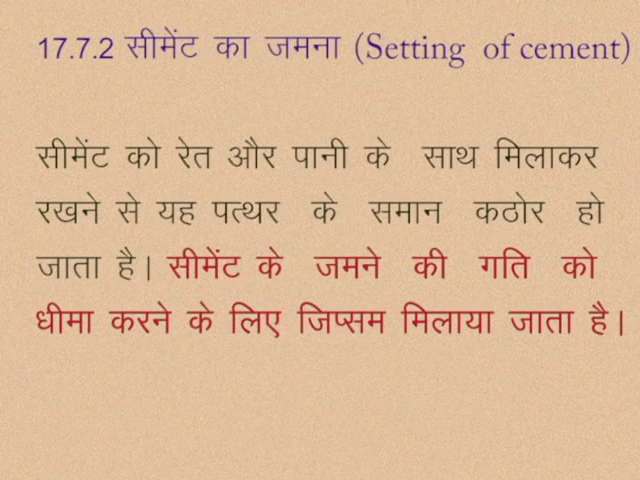 17.7.2 सीमेंट का जमना (Setting of cement)
सीमेंट को रेत और पानी के साथ मिलाकर
रखने से यह पत्थर के समान कठोर हो
जाता है। सीमेंट के जमने की गति को
धीमा करने के लिए जिप्सम मिलाया जाता है।